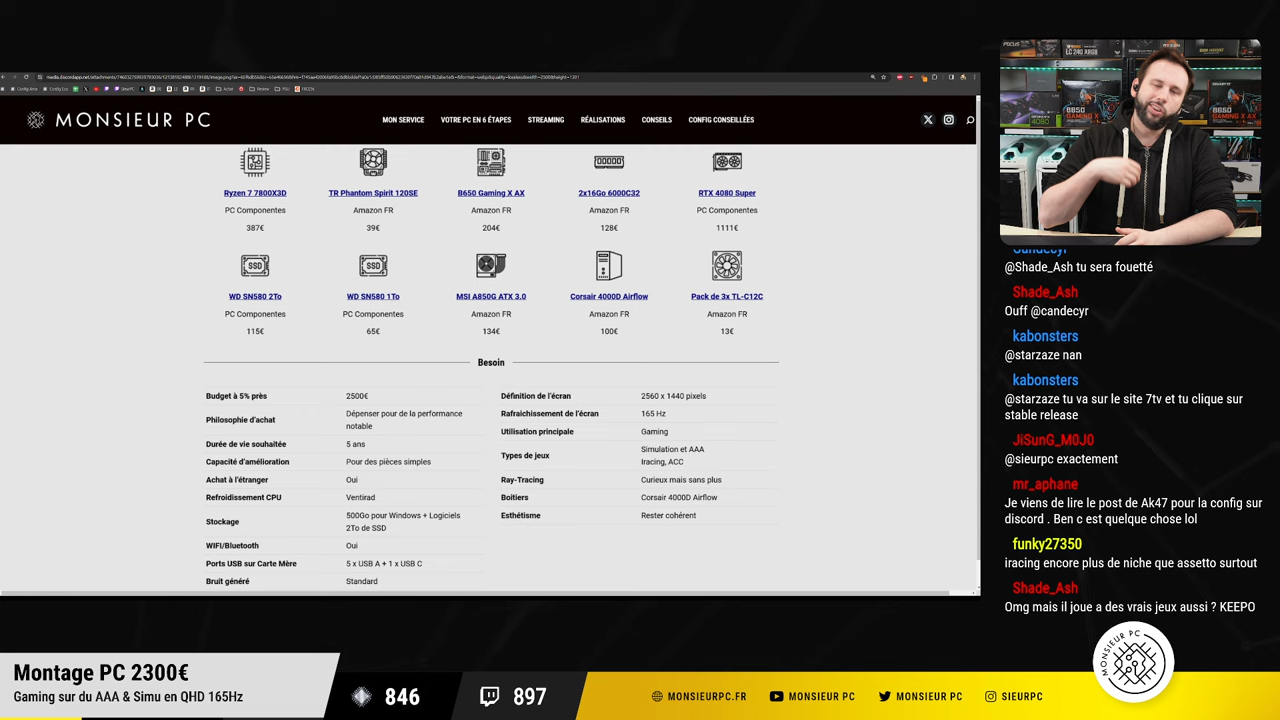 MONSIEUR PC
MON SERVICE
VOTRE PC EN 6 ÉTAPES
STREAMING
RÉALISATIONS
CONSEILS
CONFIG CONSEILLÉES
Ryzen 7 7800X3D
PC Componentes
387€
TR Phantom Spirit 120SE
Amazon FR
39€
B650 Gaming X AX
Amazon FR
204€
2x16Go 6000C32
Amazon FR
128€
RTX 4080 Super
PC Componentes
1111€
SSD
WD SN580 2To
PC Componentes
115€
SSD
WD SN580 1To
PC Componentes
65€
MSI A850G ATX 3.0
Amazon FR
134€
Corsair 4000D Airflow
Amazon FR
100€
Pack de 3x TL-C12C
Amazon FR
13€
Besoin
Budget à 5% près 2500€
Philosophie d'achat Dépenser pour de la performance
notable
Durée de vie souhaitée 5 ans
Capacité d'amélioration Pour des pièces simples
Achat à l'étranger Oui
Refroidissement CPU Ventirad
Stockage 500Go pour Windows + Logiciels
2To de SSD
WIFI/Bluetooth Oui
Ports USB sur Carte Mère 5 x USB A + 1 x USB C
Bruit généré Standard
Définition de l'écran 2560 x 1440 pixels
Rafraichissement de l'écran 165 Hz
Utilisation principale Gaming
Types de jeux Simulation et AAA
Iracing, ACC
Ray-Tracing Curieux mais sans plus
Boitiers Corsair 4000D Airflow
Esthétisme Rester cohérent
@Shade_Ash tu sera fouetté
Shade_Ash
Ouff @candecyr
kabonsters
@starzaze nan
kabonsters
@starzaze tu va sur le site 7tv et tu clique sur
stable release
JiSunG_M0J0
@sieurpc exactement
mr_aphane
Je viens de lire le post de Ak47 pour la config sur
discord . Ben c est quelque chose lol
funky27350
iracing encore plus de niche que assetto surtout
Shade_Ash
Omg mais il joue a des vrais jeux aussi ? KEEPO
MONSIEUR PC
Montage PC 2300€
Gaming sur du AAA & Simu en QHD 165Hz
846
897
MONSIEURPC.FR
MONSIEUR PC
MONSIEUR PC
SIEURPC